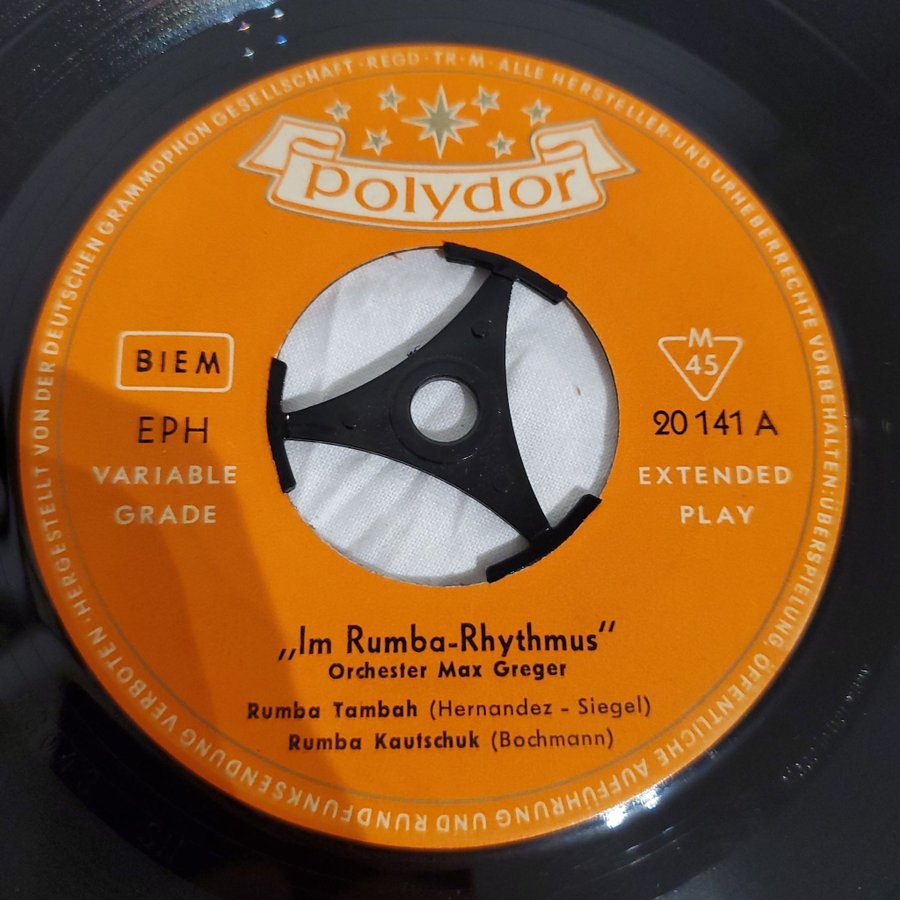 HERGESTELLT VON DER DEUTSCHEN GRAMMOPHON GESELLSCHAFT · REGD · TR · M · ALLE HERSTELLER- UND URHEBERRECHTE VORBEHALTEN: ÜBERSPIELUNG, ÖFFENTLICHE AUFFÜHRUNG UND RUNDFUNKSENDUNG VERBOTEN ·
polydor
BIEM
EPH
VARIABLE
GRADE
M
45
20 141 A
EXTENDED
PLAY
„Im Rumba-Rhythmus“
Orchester Max Greger
Rumba Tambah (Hernandez - Siegel)
Rumba Kautschuk (Bochmann)